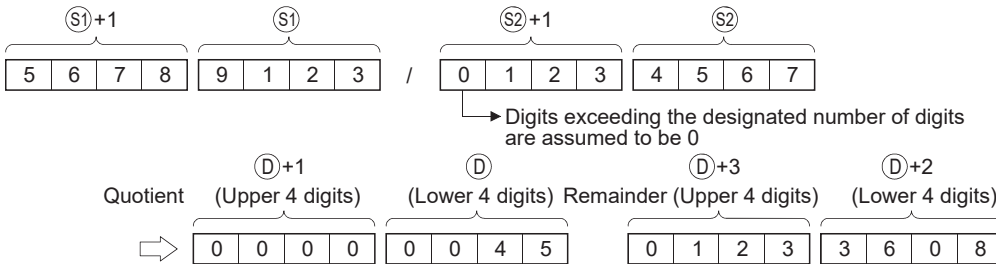 S1+1 S1 S2+1 S2
5 6 7 8 9 1 2 3 / 0 1 2 3 4 5 6 7
Digits exceeding the designated number of digits
are assumed to be 0
D+1 D D+3 D+2
Quotient (Upper 4 digits) (Lower 4 digits) Remainder (Upper 4 digits) (Lower 4 digits)
0 0 0 0 0 0 4 5 0 1 2 3 3 6 0 8